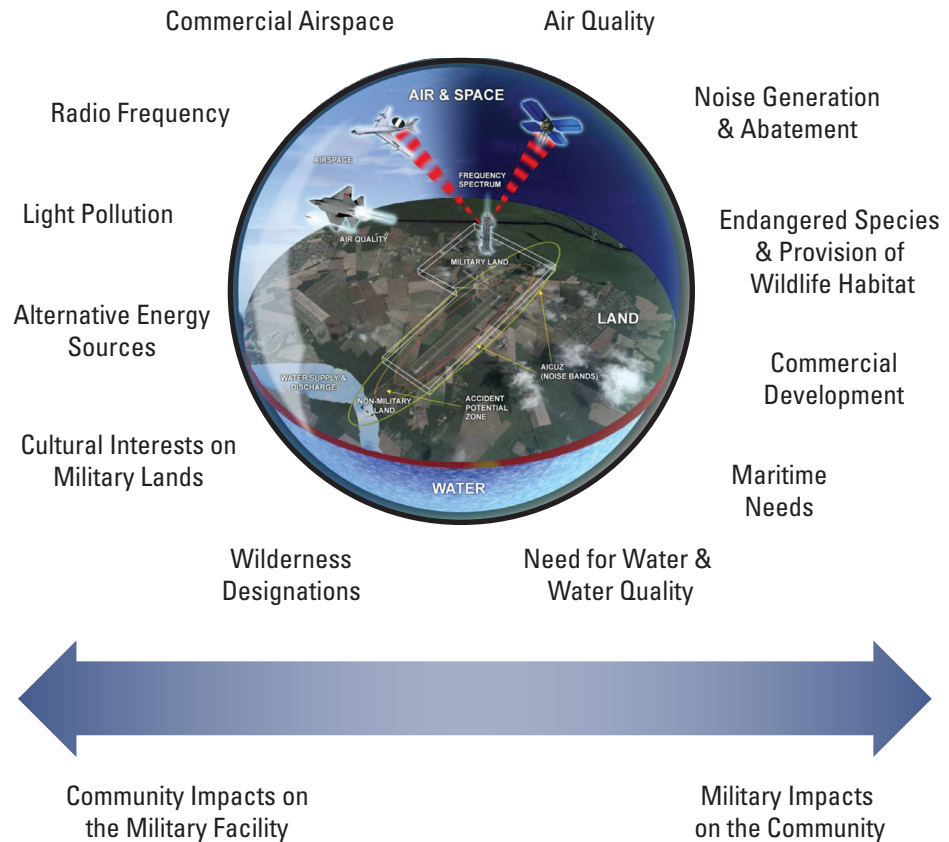 Commercial Airspace
Air Quality
Radio Frequency
Noise Generation
& Abatement
Light Pollution
Endangered Species
& Provision of
Wildlife Habitat
Alternative Energy
Sources
Commercial
Development
Cultural Interests on
Military Lands
Maritime
Needs
Wilderness
Designations
Need for Water &
Water Quality
AIR & SPACE
AIRSPACE
FREQUENCY
SPECTRUM
AIR QUALITY
MILITARY LAND
LAND
AICUZ
(NOISE BANDS)
WATER SUPPLY &
DISCHARGE
NON-MILITARY
LAND
ACCIDENT
POTENTIAL
ZONE
WATER
Community Impacts on
the Military Facility
Military Impacts
on the Community